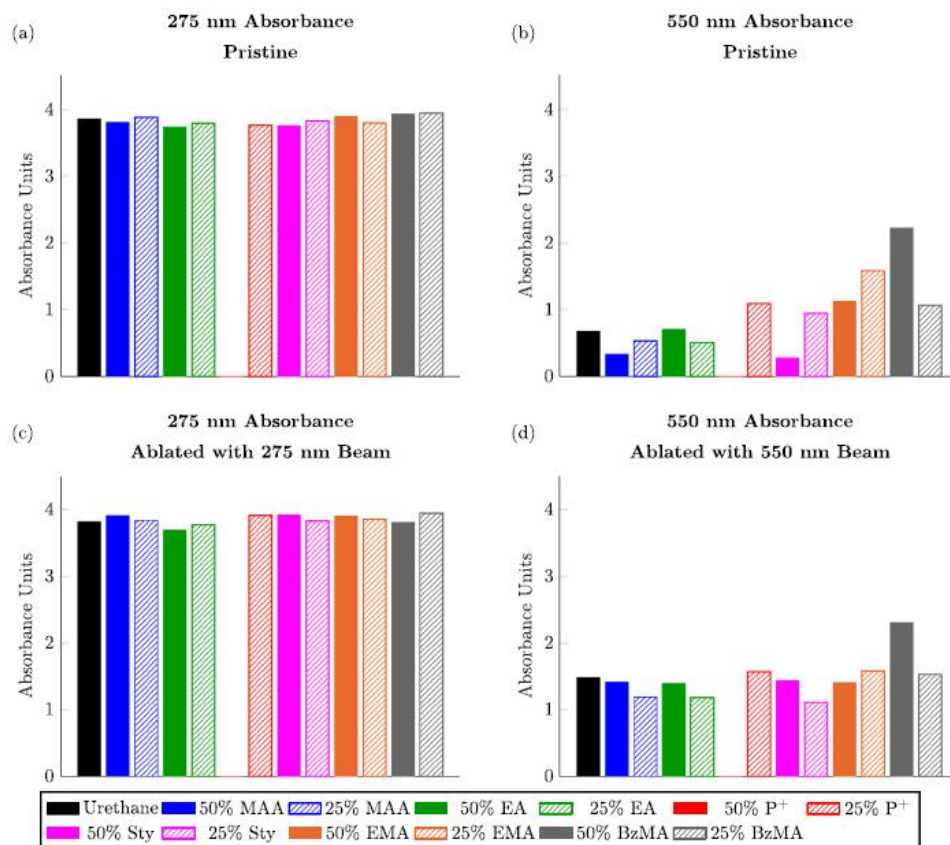 275 nm Absorbance
(a)
Pristine
4
3
2
1
0
Absorbance Units
550 nm Absorbance
(b)
Pristine
4
3
2
1
0
Absorbance Units
275 nm Absorbance
(c)
Ablated with 275 nm Beam
4
3
2
1
0
Absorbance Units
550 nm Absorbance
(d)
Ablated with 550 nm Beam
4
3
2
1
0
Absorbance Units
Urethane 50% MAA 25% MAA 50% EA 25% EA 50% P⁺ 25% P⁺
50% Sty 25% Sty 50% EMA 25% EMA 50% BzMA 25% BzMA